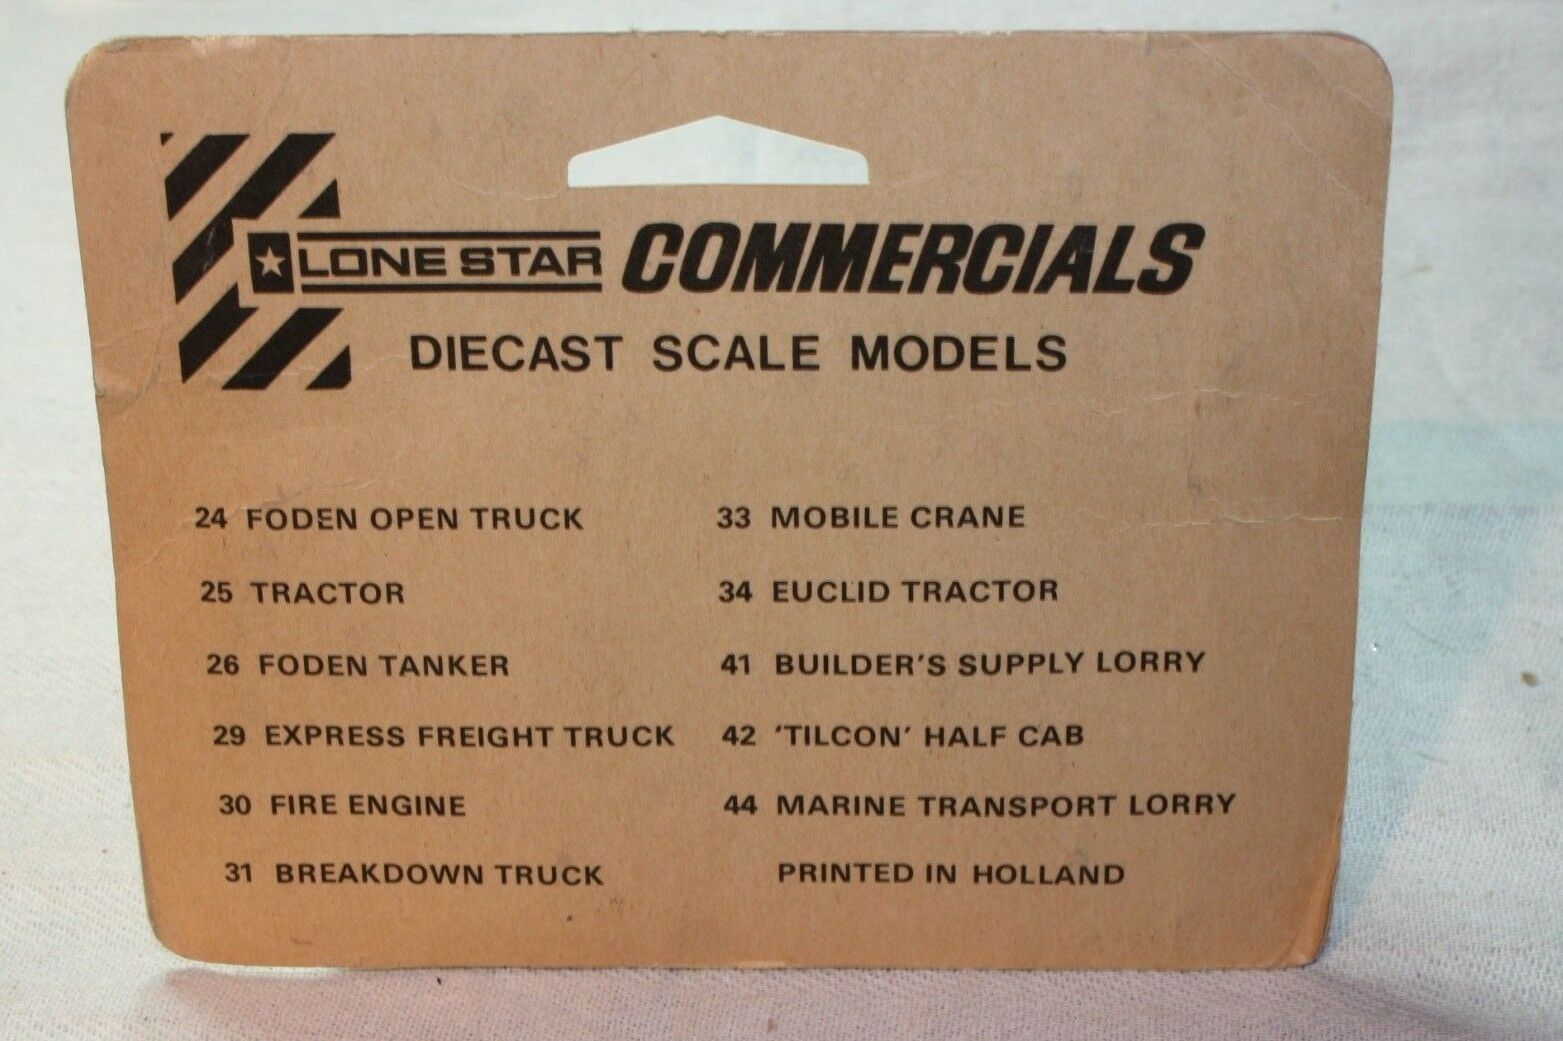 LONE STAR COMMERCIALS
DIECAST SCALE MODELS
24 FODEN OPEN TRUCK
25 TRACTOR
26 FODEN TANKER
29 EXPRESS FREIGHT TRUCK
30 FIRE ENGINE
31 BREAKDOWN TRUCK
33 MOBILE CRANE
34 EUCLID TRACTOR
41 BUILDER'S SUPPLY LORRY
42 'TILCON' HALF CAB
44 MARINE TRANSPORT LORRY
PRINTED IN HOLLAND